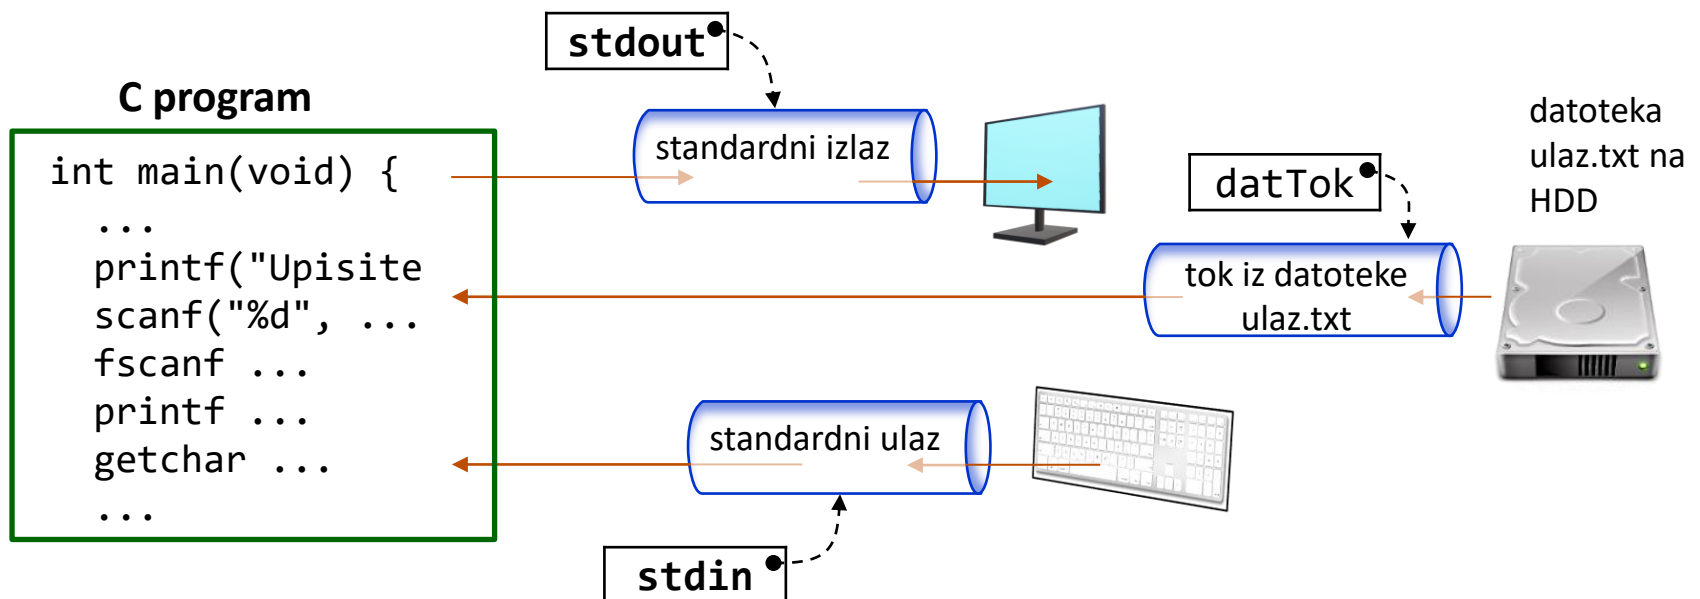 stdout
C program
int main(void) {
...
printf("Upisite
scanf("%d", ...
fscanf ...
printf ...
getchar ...
...
standardni izlaz
datTok
datoteka
ulaz.txt na
HDD
tok iz datoteke
ulaz.txt
standardni ulaz
stdin